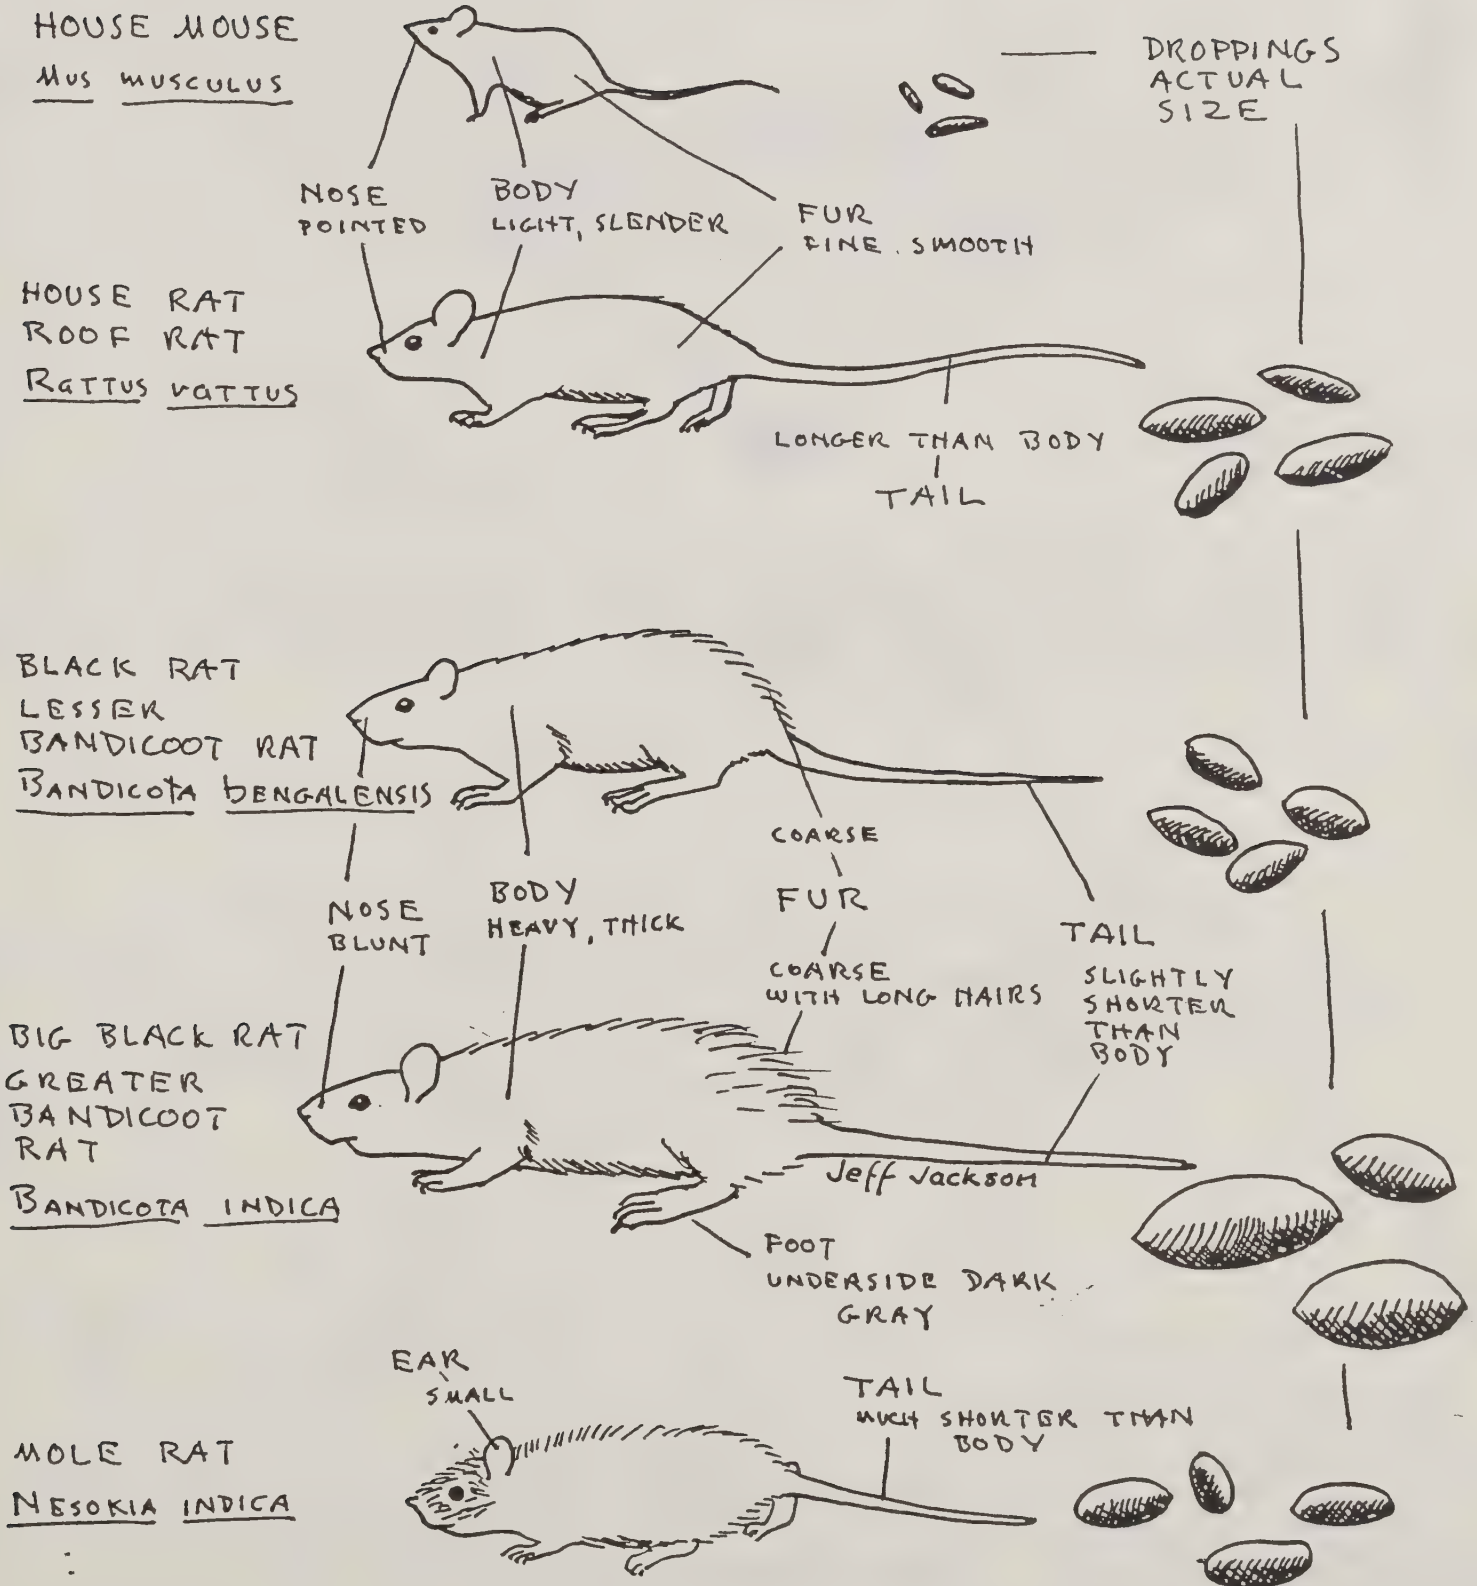 HOUSE MOUSE
Mus musculus
DROPPINGS
ACTUAL
SIZE
NOSE
POINTED
BODY
LIGHT, SLENDER
FUR
FINE. SMOOTH
HOUSE RAT
ROOF RAT
Rattus rattus
LONGER THAN BODY
TAIL
BLACK RAT
LESSER
BANDICOOT RAT
BANDICOTA BENGALENSIS
NOSE
BLUNT
BODY
HEAVY, THICK
COARSE
FUR
COARSE
WITH LONG HAIRS
TAIL
SLIGHTLY
SHORTER
THAN
BODY
BIG BLACK RAT
GREATER
BANDICOOT
RAT
BANDICOTA INDICA
Jeff Jackson
FOOT
UNDERSIDE DARK
GRAY
EAR
SMALL
TAIL
MUCH SHORTER THAN
BODY
MOLE RAT
NESOKIA INDICA